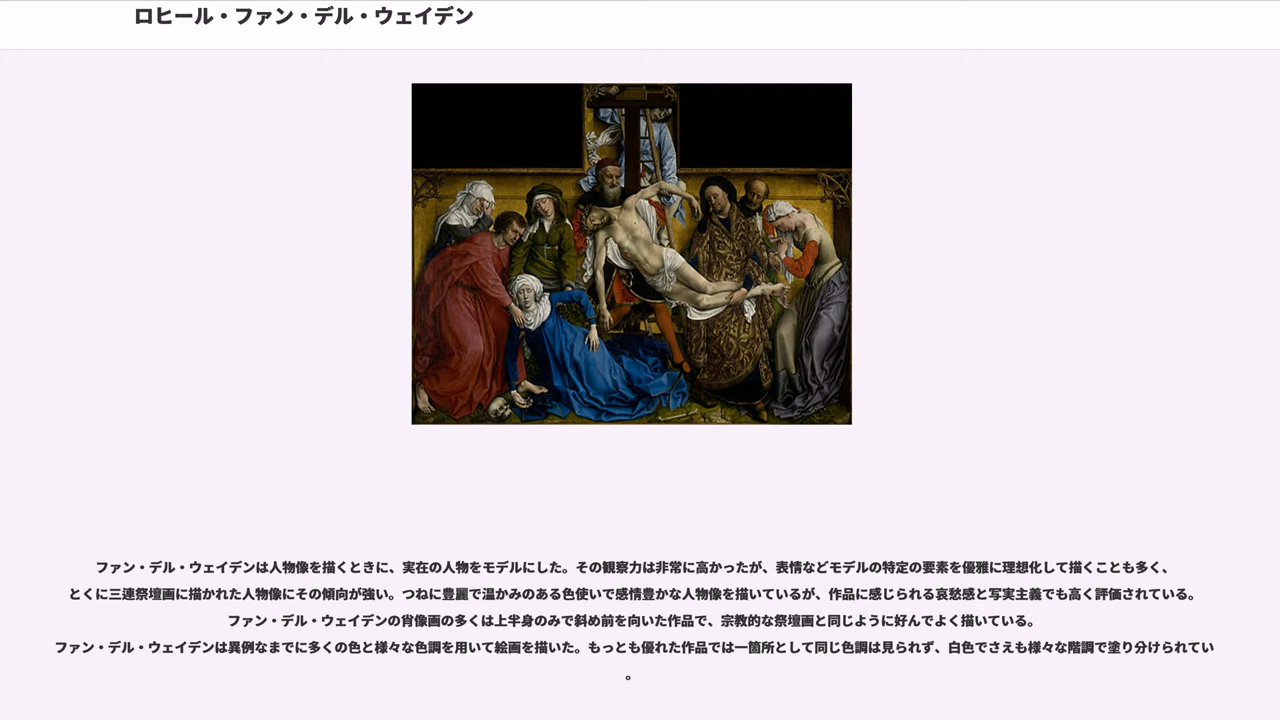 ロヒール・ファン・デル・ウェイデン
ファン・デル・ウェイデンは人物像を描くときに、実在の人物をモデルにした。その観察力は非常に高かったが、表情などモデルの特定の要素を優雅に理想化して描くことも多く、
とくに三連祭壇画に描かれた人物像にその傾向が強い。つねに豊麗で温かみのある色使いで感情豊かな人物像を描いているが、作品に感じられる哀愁感と写実主義でも高く評価されている。
ファン・デル・ウェイデンの肖像画の多くは上半身のみで斜め前を向いた作品で、宗教的な祭壇画と同じように好んでよく描いている。
ファン・デル・ウェイデンは異例なまでに多くの色と様々な色調を用いて絵画を描いた。もっとも優れた作品では一箇所として同じ色調は見られず、白色でさえも様々な階調で塗り分けられてい
。